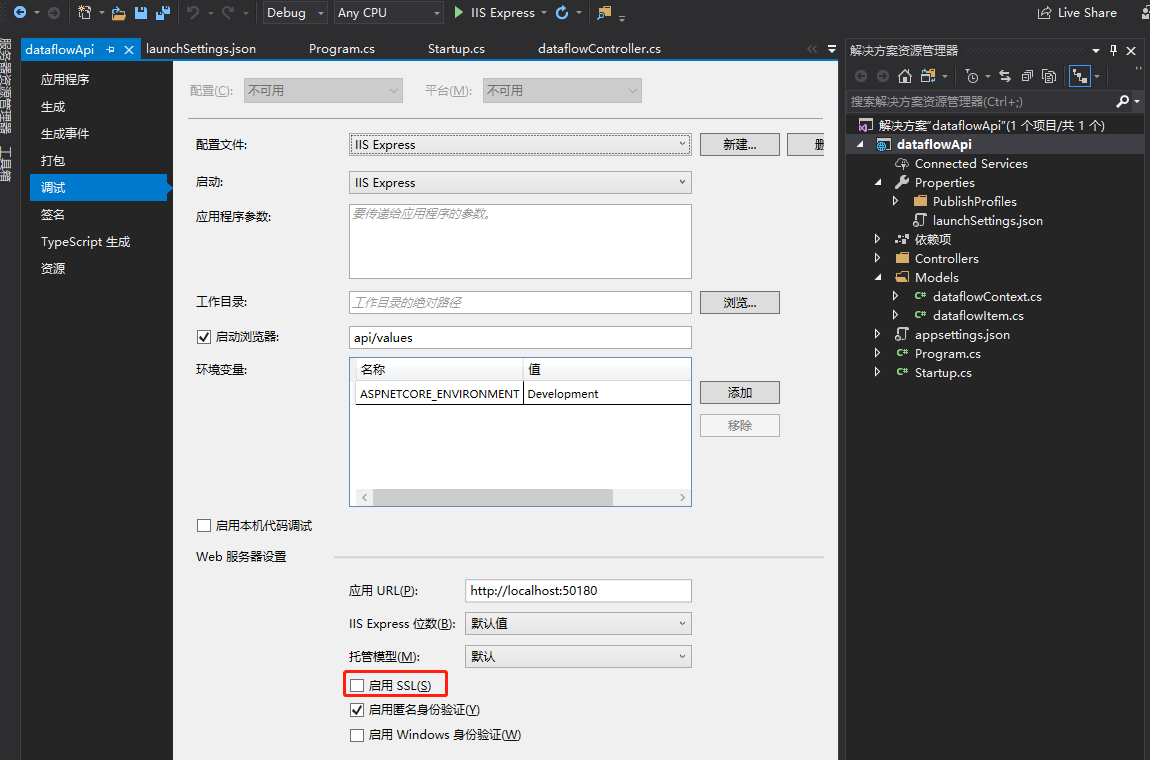 Debug
Any CPU
IIS Express
Live Share
服务器资源管理器
工具箱
dataflowApi
launchSettings.json
Program.cs
Startup.cs
dataflowController.cs
应用程序
生成
生成事件
打包
调试
签名
TypeScript 生成
资源
配置(C):
不可用
平台(M):
不可用
配置文件:
IIS Express
新建...
启动:
IIS Express
应用程序参数:
要传递给应用程序的参数。
工作目录:
工作目录的绝对路径
浏览...
启动浏览器:
api/values
环境变量:
名称
值
ASPNETCORE_ENVIRONMENT
Development
添加
移除
启用本机代码调试
Web 服务器设置
应用 URL(P):
http://localhost:50180
IIS Express 位数(B):
默认值
托管模型(M):
默认
启用 SSL(S)
启用匿名身份验证(Y)
启用 Windows 身份验证(W)
解决方案资源管理器
搜索解决方案资源管理器(Ctrl+;)
解决方案"dataflowApi"(1 个项目/共 1 个)
dataflowApi
Connected Services
Properties
PublishProfiles
launchSettings.json
依赖项
Controllers
Models
C# dataflowContext.cs
C# dataflowItem.cs
appsettings.json
C# Program.cs
C# Startup.cs